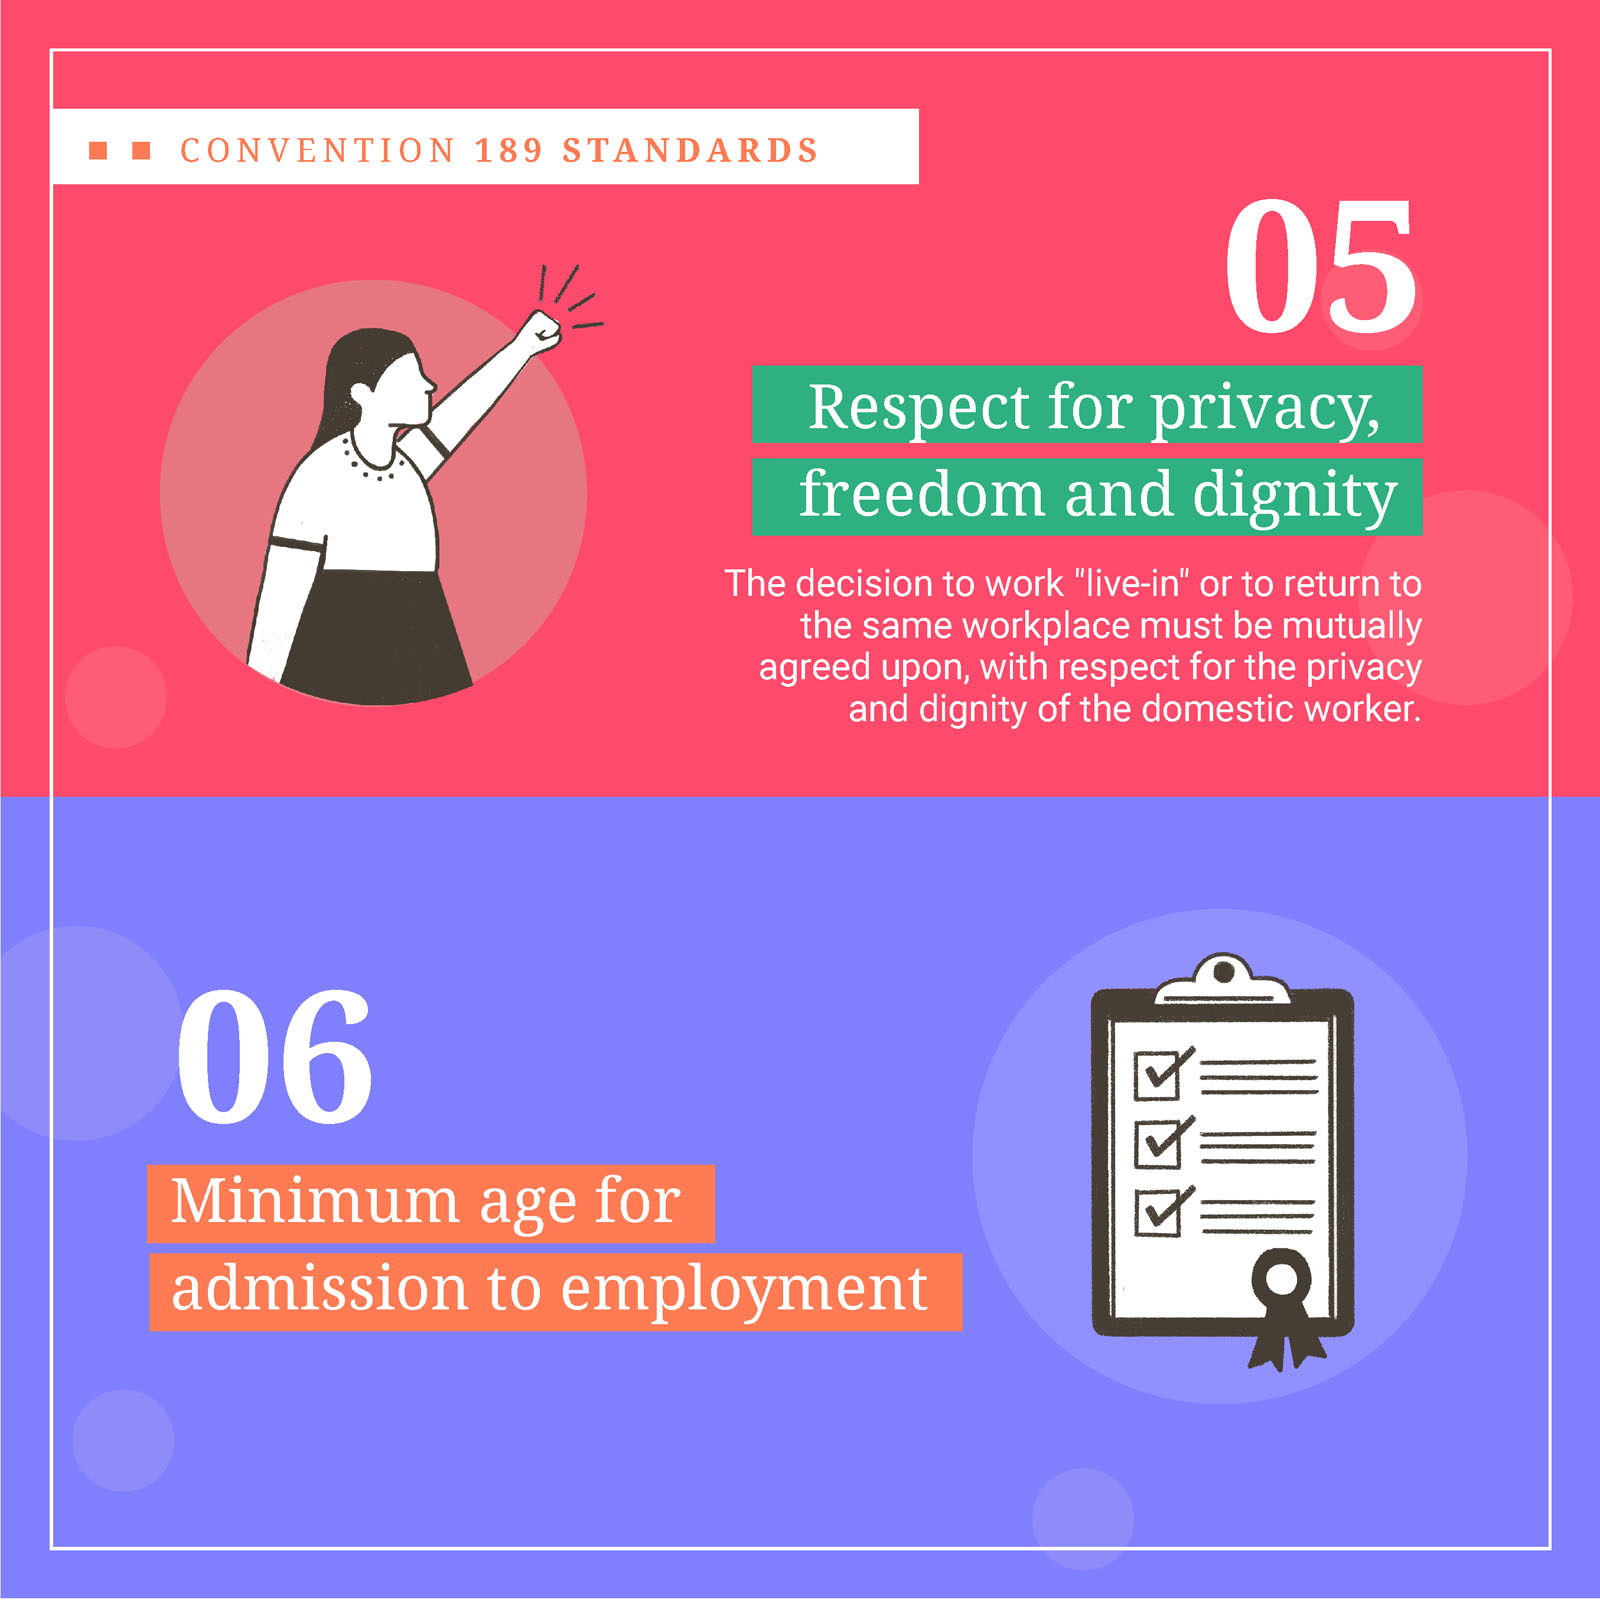 CONVENTION 189 STANDARDS
05
Respect for privacy,
freedom and dignity
The decision to work "live-in" or to return to
the same workplace must be mutually
agreed upon, with respect for the privacy
and dignity of the domestic worker.
06
Minimum age for
admission to employment